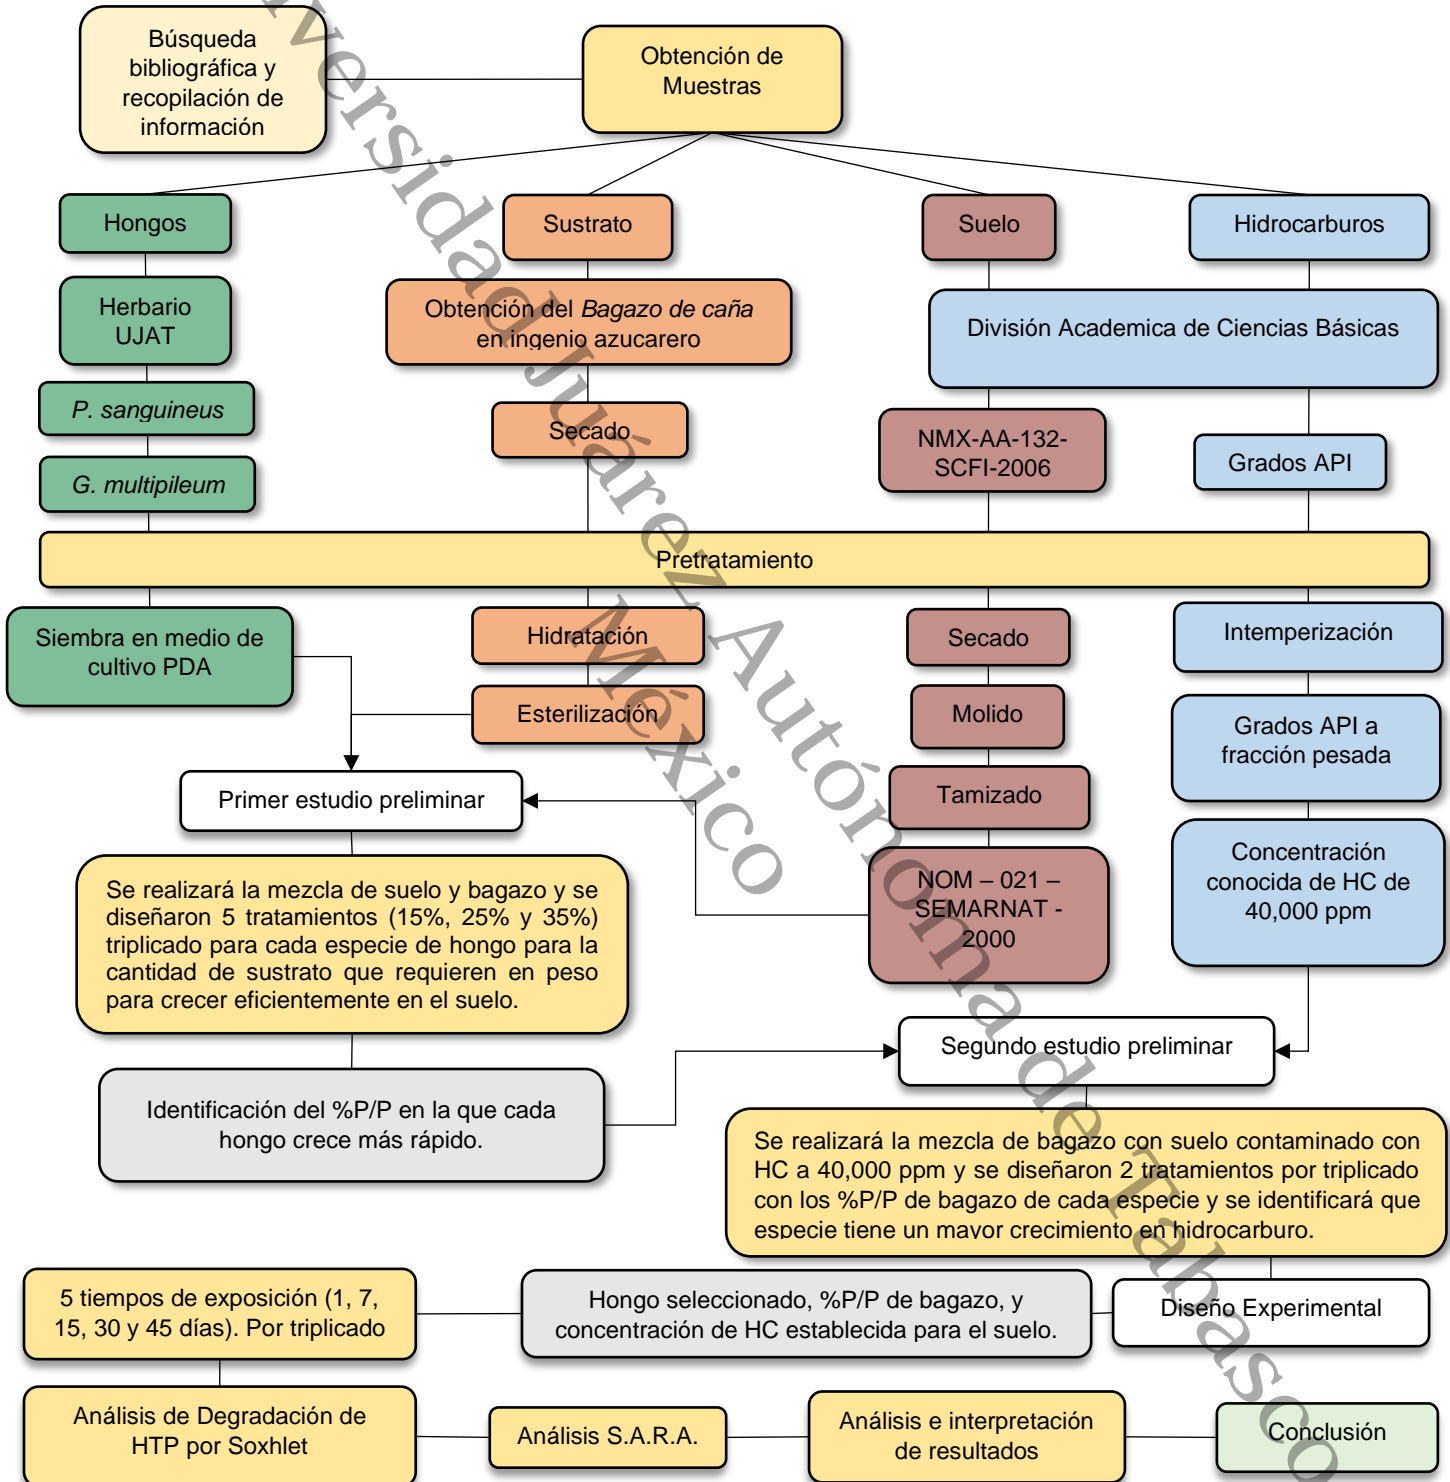 Búsqueda
bibliográfica y
recopilación de
información
Obtención de
Muestras
Hongos
Sustrato
Suelo
Hidrocarburos
Herbario
UJAT
Obtención del Bagazo de caña
en ingenio azucarero
División Academica de Ciencias Básicas
P. sanguineus
Secado
NMX-AA-132-
SCFI-2006
Grados API
G. multipileum
Pretratamiento
Siembra en medio de
cultivo PDA
Hidratación
Secado
Intemperización
Esterilización
Molido
Grados API a
fracción pesada
Primer estudio preliminar
Tamizado
Se realizará la mezcla de suelo y bagazo y se
diseñaron 5 tratamientos (15%, 25% y 35%)
triplicado para cada especie de hongo para la
cantidad de sustrato que requieren en peso
para crecer eficientemente en el suelo.
NOM – 021 –
SEMARNAT -
2000
Concentración
conocida de HC de
40,000 ppm
Segundo estudio preliminar
Identificación del %P/P en la que cada
hongo crece más rápido.
Se realizará la mezcla de bagazo con suelo contaminado con
HC a 40,000 ppm y se diseñaron 2 tratamientos por triplicado
con los %P/P de bagazo de cada especie y se identificará que
especie tiene un mayor crecimiento en hidrocarburo.
5 tiempos de exposición (1, 7,
15, 30 y 45 días). Por triplicado
Hongo seleccionado, %P/P de bagazo, y
concentración de HC establecida para el suelo.
Diseño Experimental
Análisis de Degradación de
HTP por Soxhlet
Análisis S.A.R.A.
Análisis e interpretación
de resultados
Conclusión
versidad Juárez Autónoma de Tabasco
México